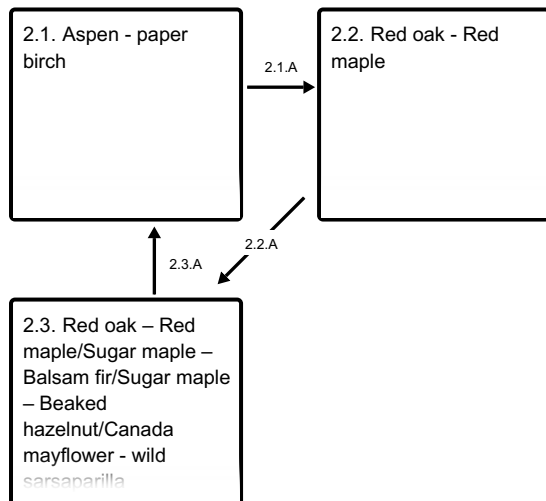 2.1. Aspen - paper
birch
2.1.A
2.2. Red oak - Red
maple
2.2.A
2.3.A
2.3. Red oak – Red
maple/Sugar maple –
Balsam fir/Sugar maple
– Beaked
hazelnut/Canada
mayflower - wild
sarsaparilla